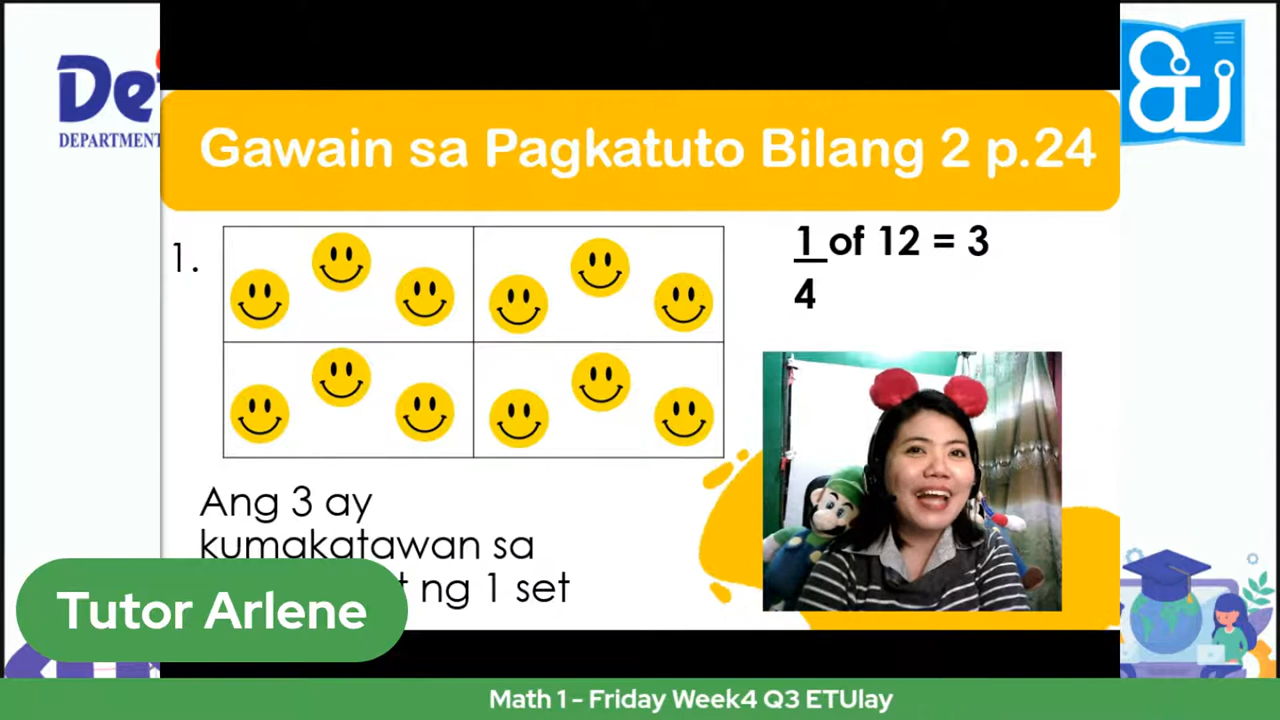 De
DEPARTMENT
Gawain sa Pagkatuto Bilang 2 p.24
1.
1 of 12 = 3
4
Ang 3 ay
kumakatawan sa
ng 1 set
Tutor Arlene
Math 1 - Friday Week4 Q3 ETUlay